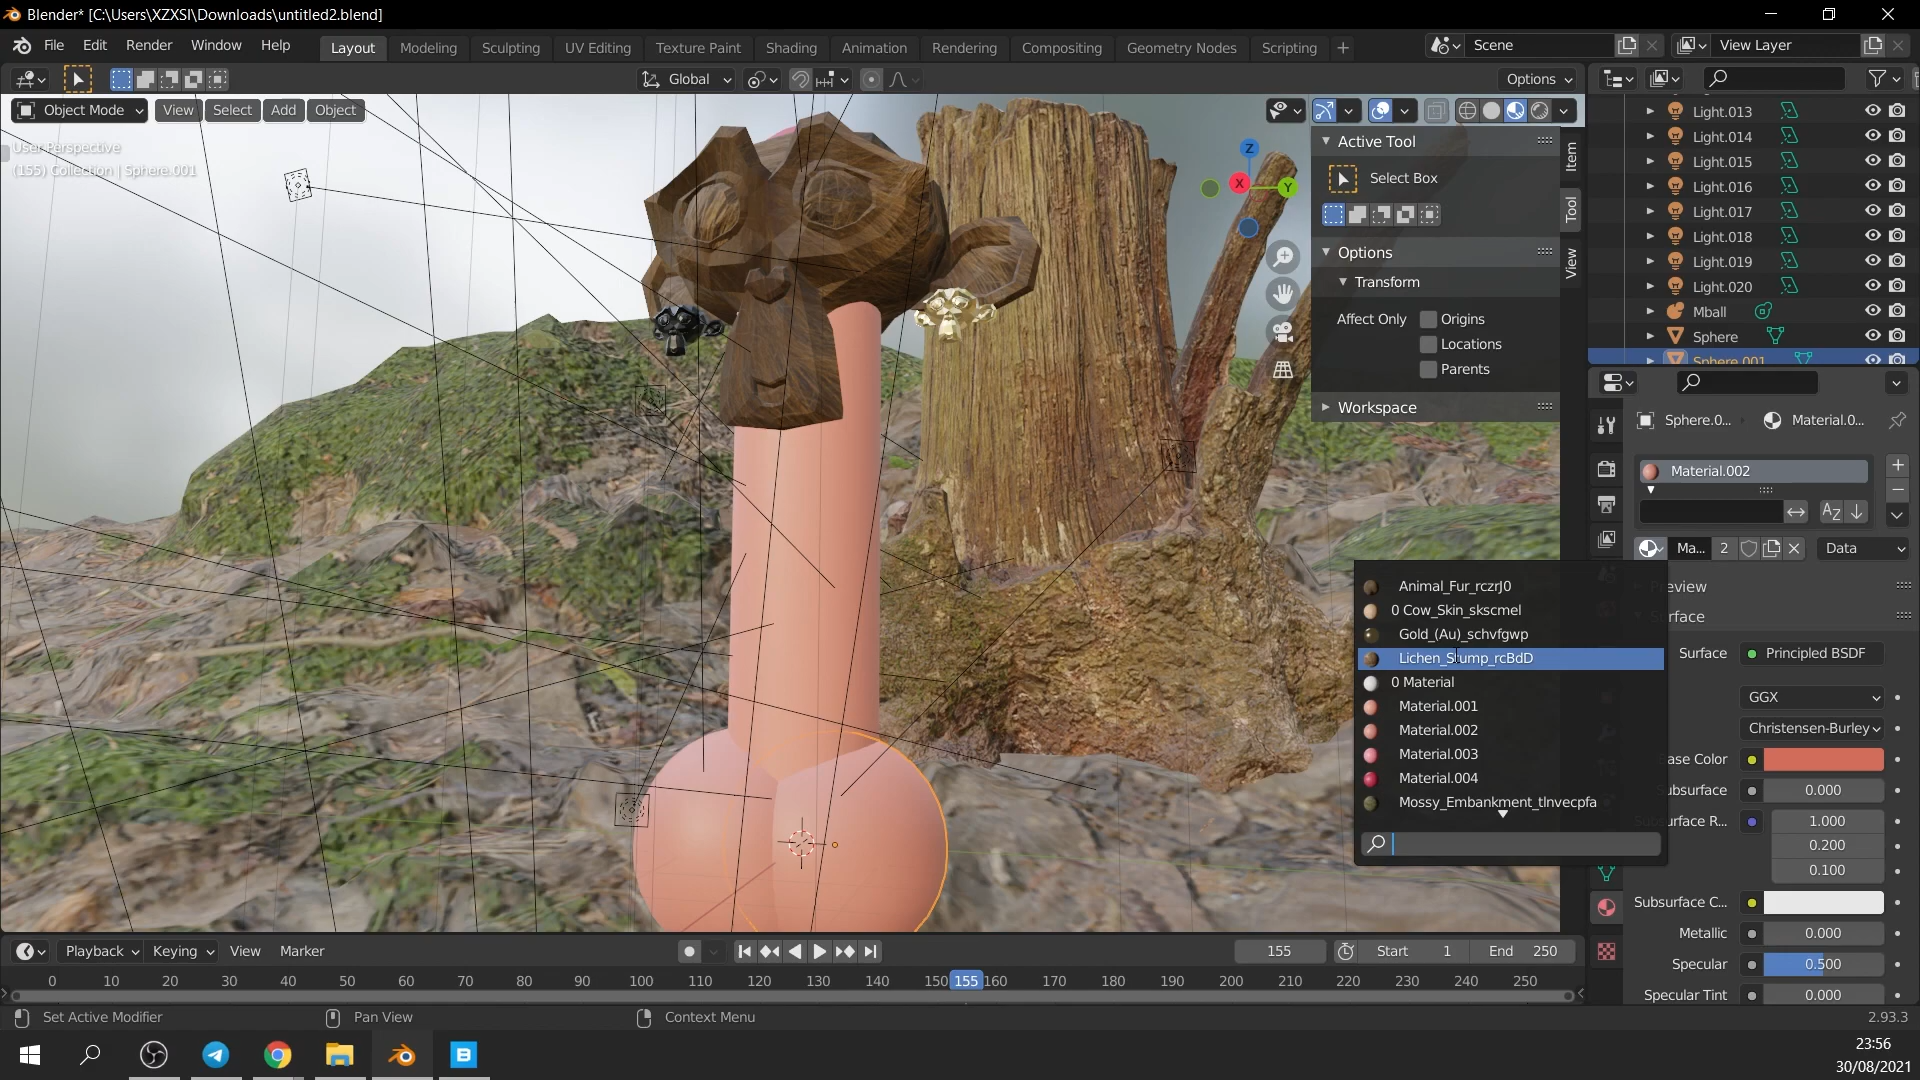 Blender* [C:\Users\XZXSI\Downloads\untitled2.blend]
File Edit Render Window Help
Layout Modeling Sculpting UV Editing Texture Paint Shading Animation Rendering Compositing Geometry Nodes Scripting +
Scene View Layer
Global Options
Object Mode View Select Add Object
User Perspective
(155) Collection | Sphere.001
Z
X
Y
Active Tool
Select Box
Options
Transform
Affect Only Origins
Locations
Parents
Workspace
Item
Tool
View
Light.013
Light.014
Light.015
Light.016
Light.017
Light.018
Light.019
Light.020
Mball
Sphere
Sphere.001
Sphere.0... Material.0...
Material.002
Ma... 2 Data
Preview
Surface
Surface Principled BSDF
GGX
Christensen-Burley
Base Color
Subsurface 0.000
Subsurface R... 1.000
0.200
0.100
Subsurface C...
Metallic 0.000
Specular 0.500
Specular Tint 0.000
Animal_Fur_rczrJ0
0 Cow_Skin_skscmel
Gold_(Au)_schvfgwp
Lichen_Stump_rcBdD
0 Material
Material.001
Material.002
Material.003
Material.004
Mossy_Embankment_tlnvecpfa
Playback Keying View Marker
155 Start 1 End 250
0 10 20 30 40 50 60 70 80 90 100 110 120 130 140 150 155 160 170 180 190 200 210 220 230 240 250
Set Active Modifier Pan View Context Menu
2.93.3
23:56
30/08/2021